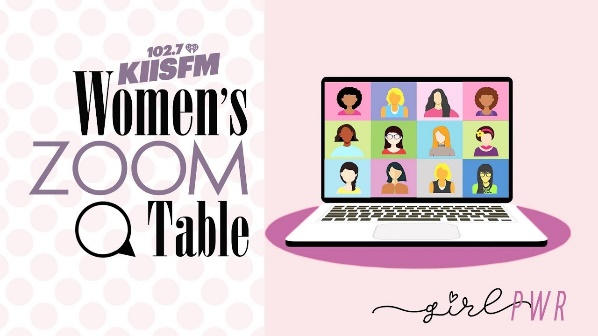 102.7
KIISFM
Women's
ZOOM
Table
girl PWR